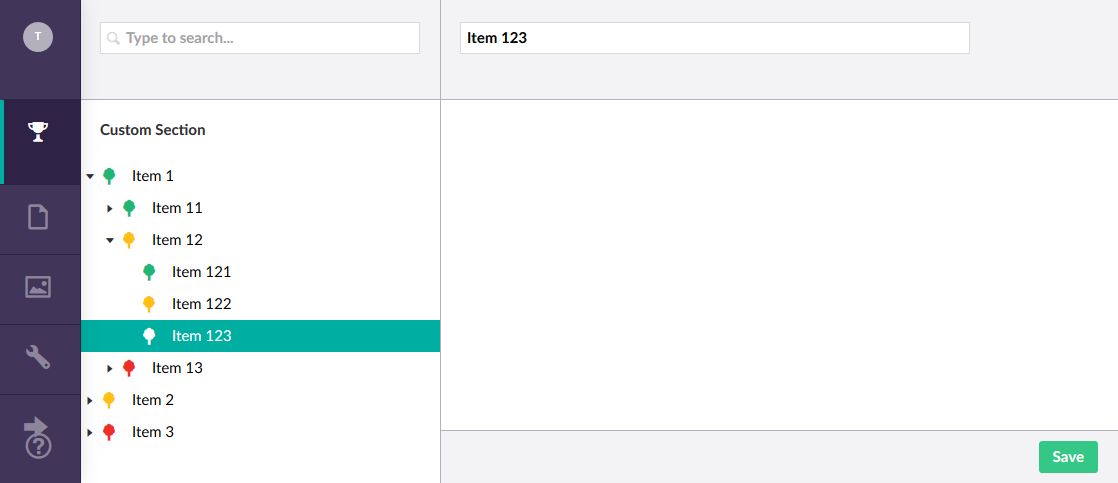 T
Type to search...
Item 123
Custom Section
Item 1
Item 11
Item 12
Item 121
Item 122
Item 123
Item 13
Item 2
Item 3
?
Save